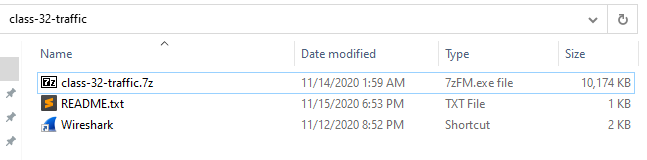 class-32-traffic
Name Date modified Type Size
7z class-32-traffic.7z 11/14/2020 1:59 AM 7zFM.exe file 10,174 KB
README.txt 11/15/2020 6:53 PM TXT File 1 KB
Wireshark 11/12/2020 8:52 PM Shortcut 2 KB